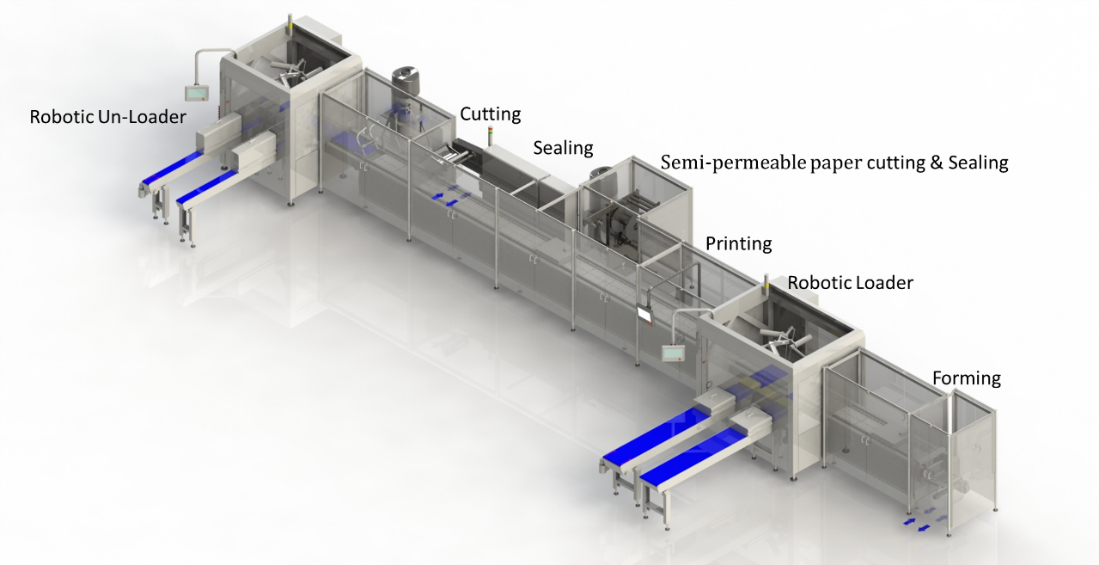 Robotic Un-Loader
Cutting
Sealing
Semi-permeable paper cutting & Sealing
Printing
Robotic Loader
Forming